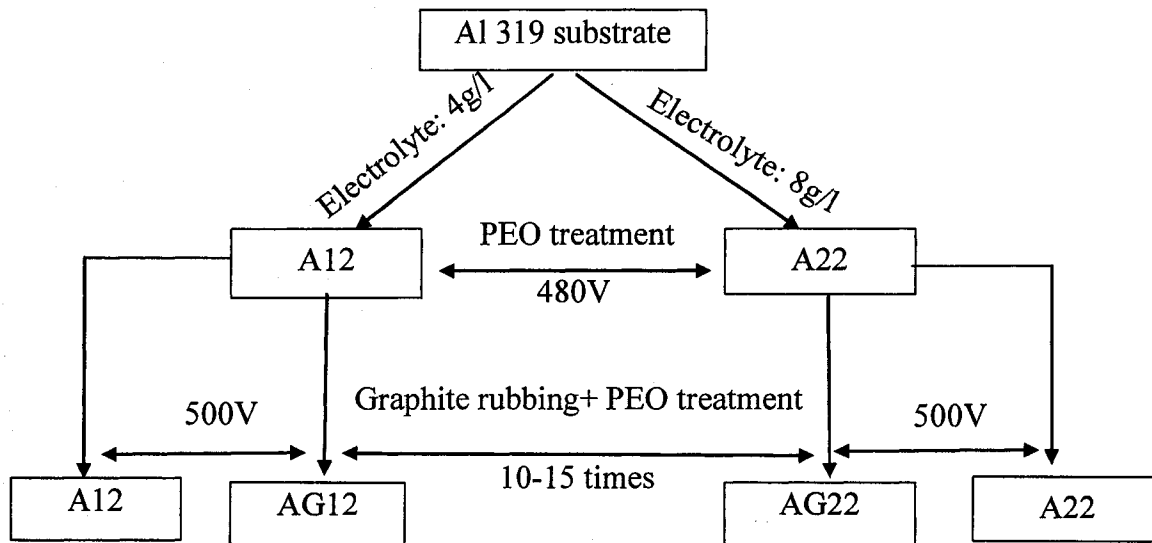 Al 319 substrate
Electrolyte: 4g/l
Electrolyte: 8g/l
A12
PEO treatment
480V
A22
500V
Graphite rubbing+ PEO treatment
500V
10-15 times
A12
AG12
AG22
A22